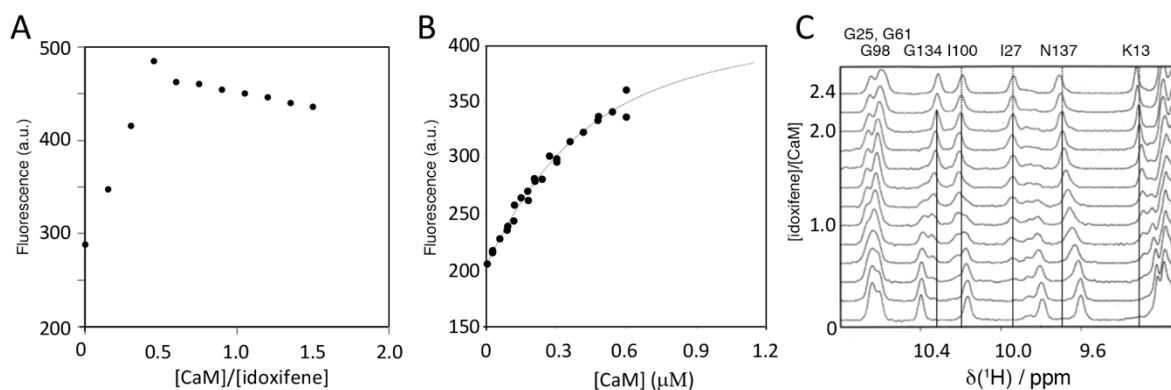 A
500
400
300
200
0
0.5
1.0
1.5
2.0
Fluorescence (a.u.)
[CaM]/[idoxifene]
B
400
350
300
250
200
150
0
0.3
0.6
0.9
1.2
Fluorescence (a.u.)
[CaM] (μM)
C
G25, G61
G98 G134 I100 I27 N137 K13
2.4
2.0
1.0
0
[idoxifene]/[CaM]
10.4 10.0 9.6
δ(¹H) / ppm